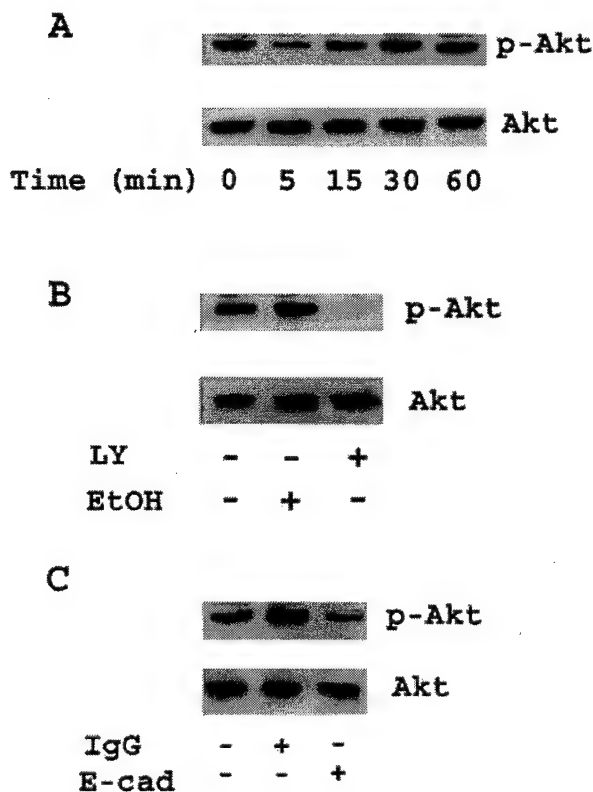 A
p-Akt
Akt
Time (min) 0 5 15 30 60
B
p-Akt
Akt
LY - - +
EtOH - + -
C
p-Akt
Akt
IgG - + -
E-cad - - +